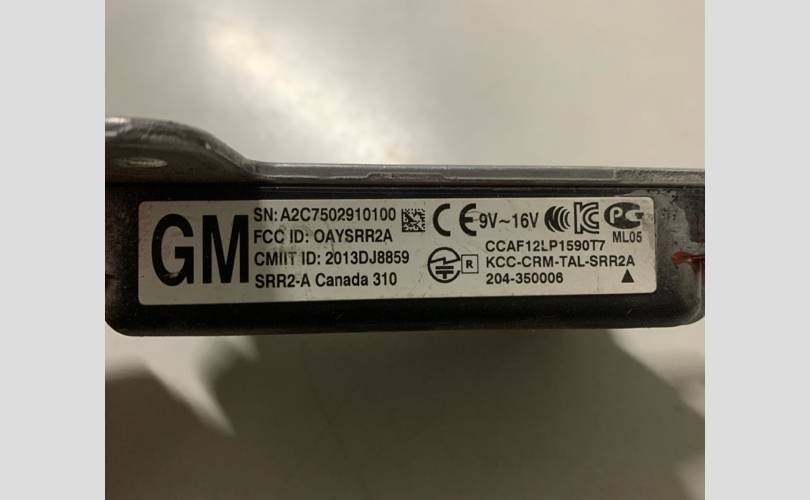 GM
SN: A2C7502910100
FCC ID: OAYSRR2A
CMIIT ID: 2013DJ8859
SRR2-A Canada 310
CE 9V~16V
ML05
CCAF12LP1590T7
R KCC-CRM-TAL-SRR2A
204-350006